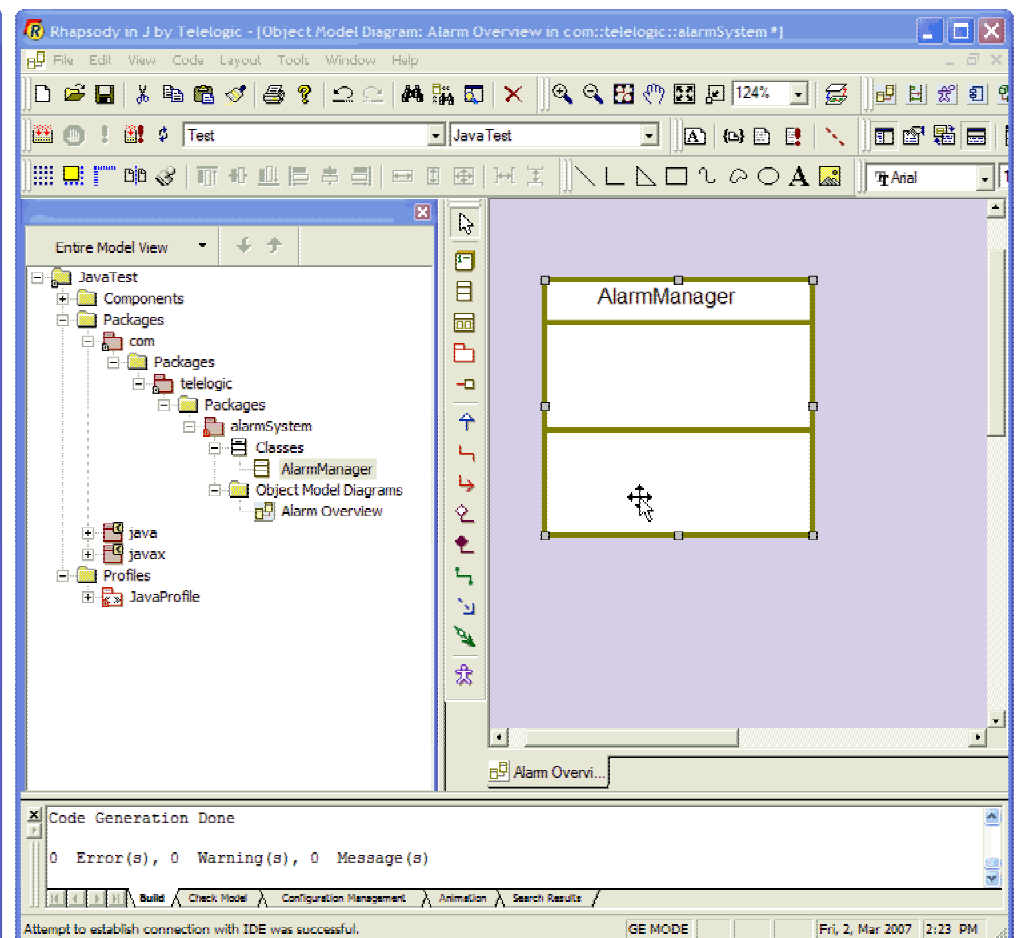 Rhapsody in J by Telelogic - [Object Model Diagram: Alarm Overview in com::telelogic::alarmSystem *]
File Edit View Code Layout Tools Window Help
124%
Test JavaTest
Arial
Entire Model View
JavaTest
Components
Packages
com
Packages
telelogic
Packages
alarmSystem
Classes
AlarmManager
Object Model Diagrams
Alarm Overview
java
javax
Profiles
JavaProfile
AlarmManager
Alarm Overvi...
Code Generation Done
0 Error(s), 0 Warning(s), 0 Message(s)
Build Check Model Configuration Management Animation Search Results
Attempt to establish connection with IDE was successful. GE MODE Fri, 2, Mar 2007 2:23 PM